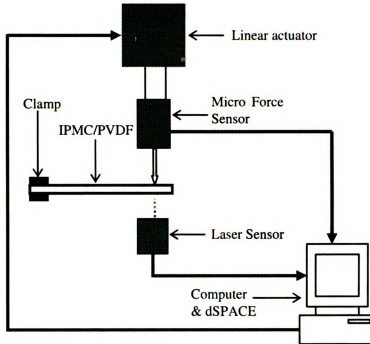 Linear actuator
Micro Force
Sensor
Clamp
IPMC/PVDF
Laser Sensor
Computer
& dSPACE